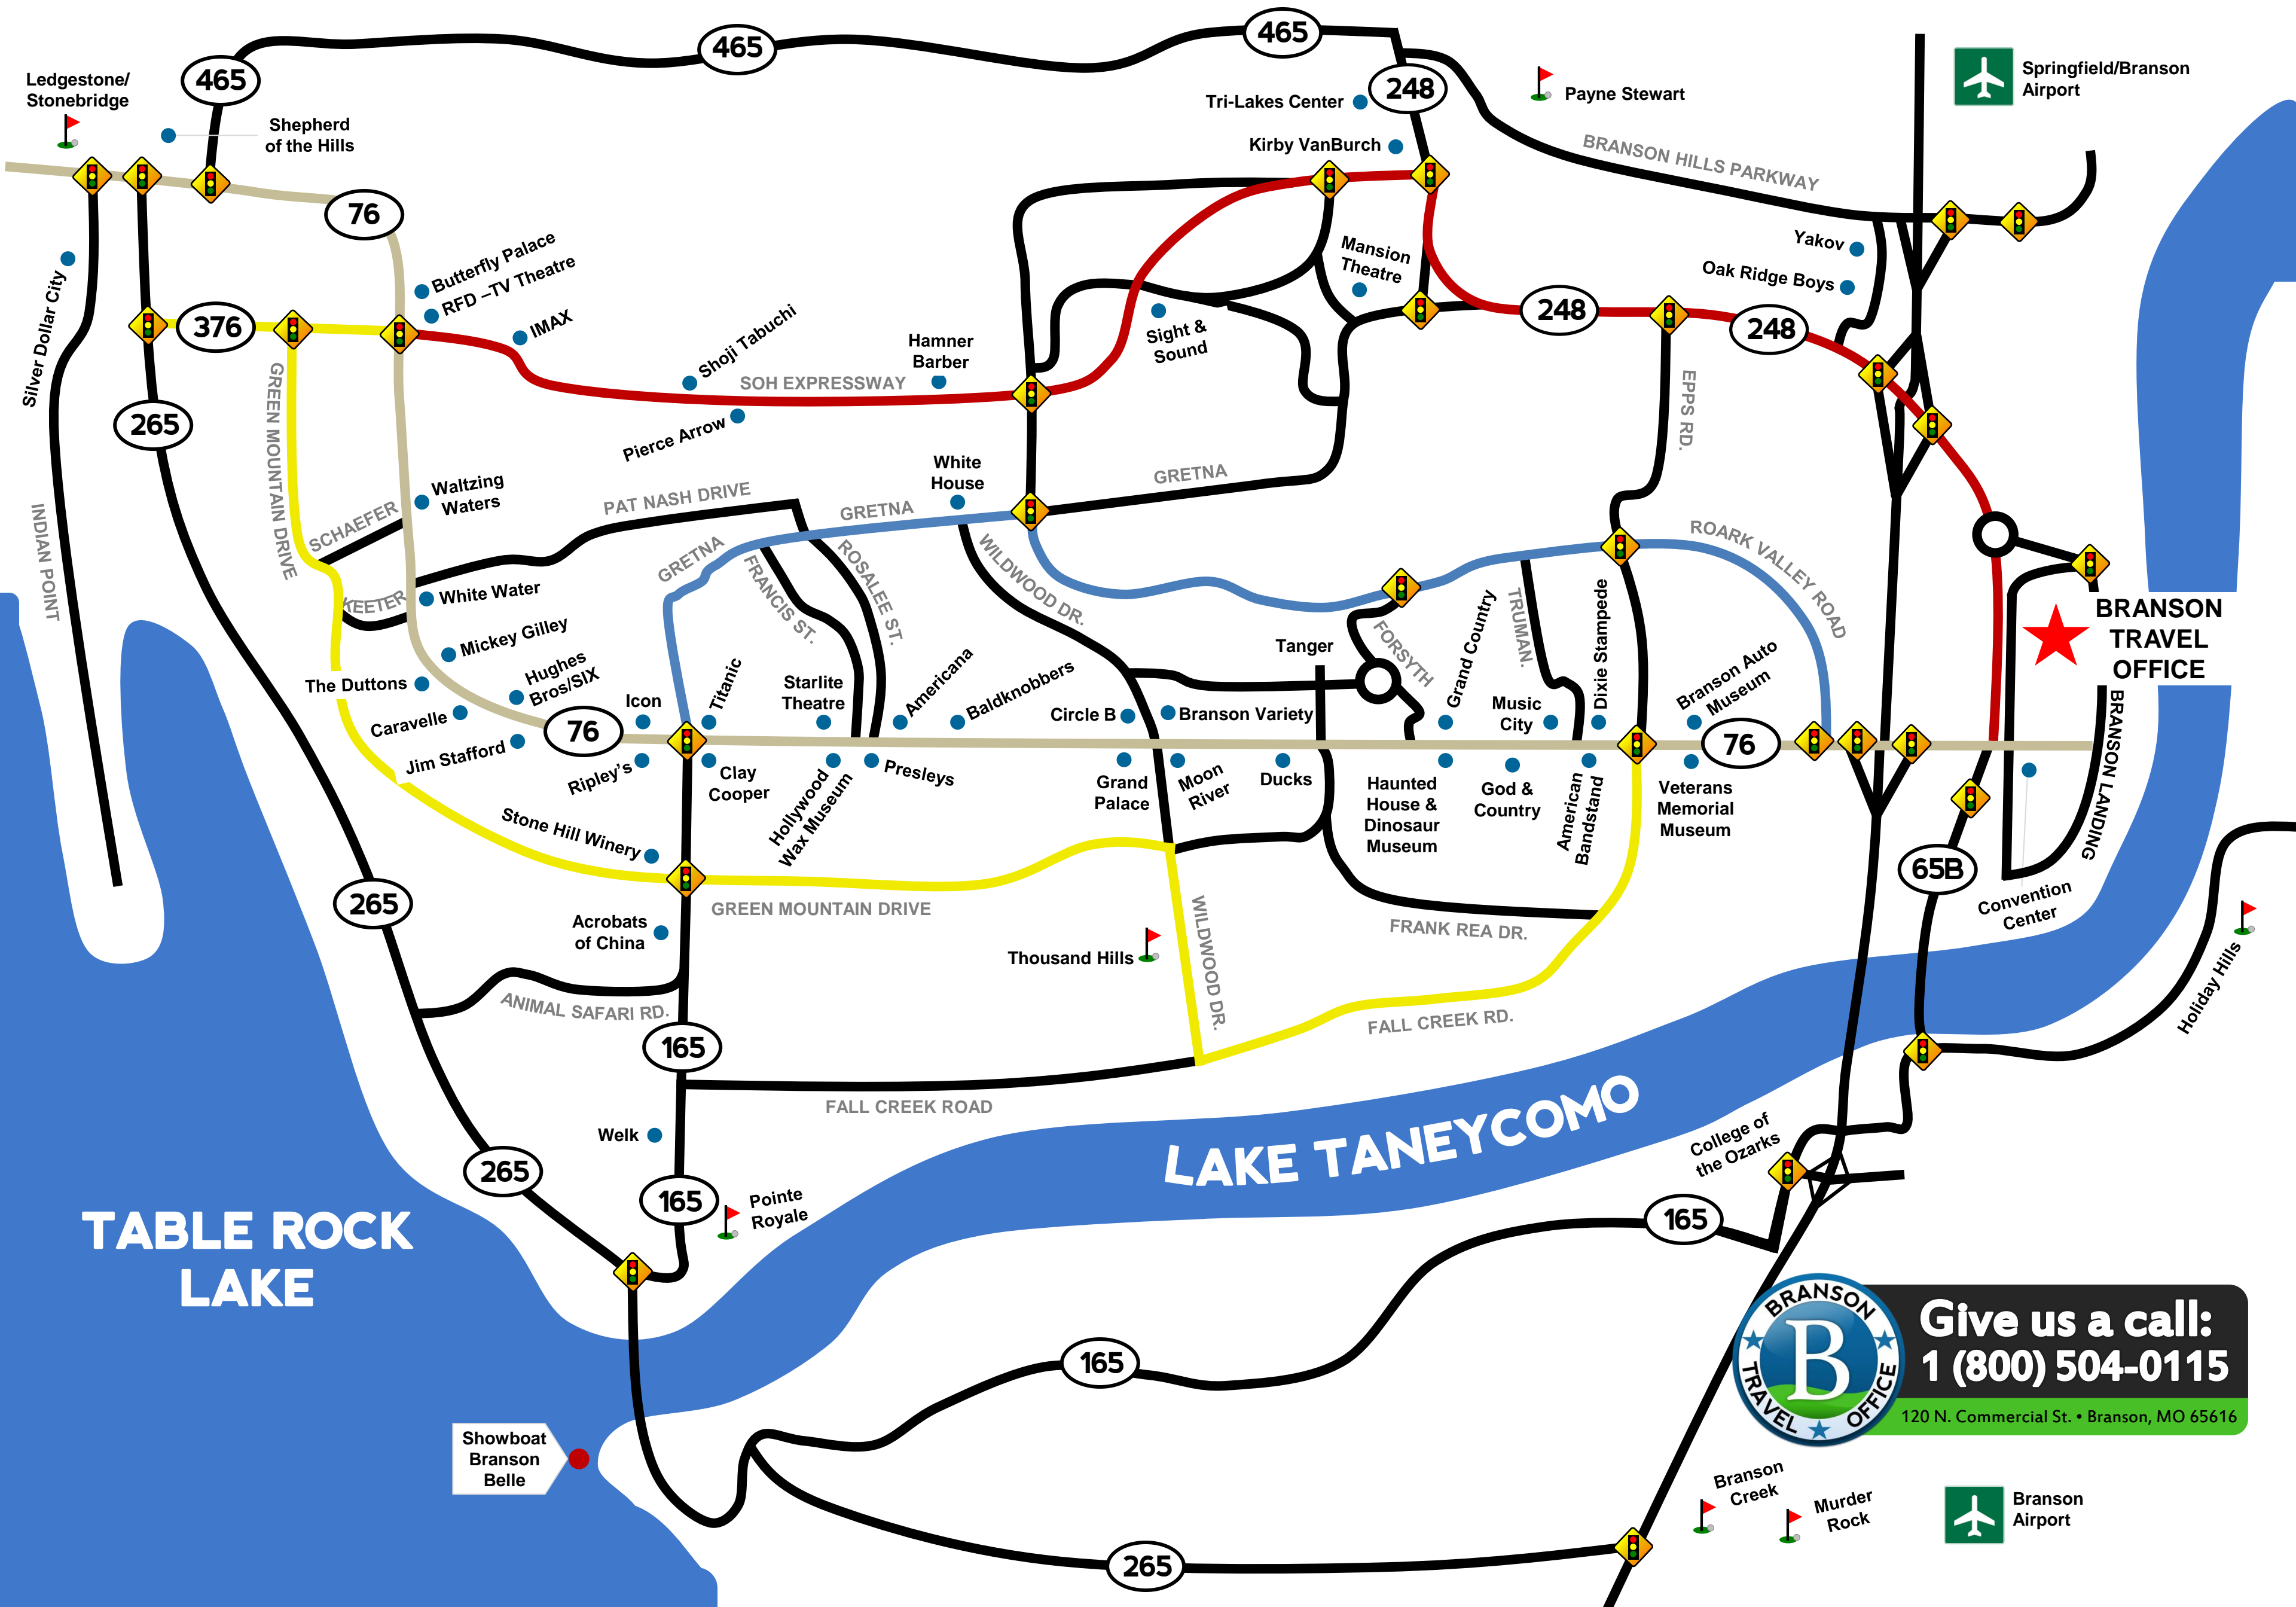 465
465
465
248
Ledgestone/
Stonebridge
Shepherd
of the Hills
Tri-Lakes Center
Kirby VanBurch
Payne Stewart
Springfield/Branson
Airport
BRANSON HILLS PARKWAY
76
Butterfly Palace
RFD –TV Theatre
IMAX
Silver Dollar City
376
Shoji Tabuchi
SOH EXPRESSWAY
Hamner
Barber
Pierce Arrow
Sight &
Sound
Mansion
Theatre
Yakov
Oak Ridge Boys
248
248
EPPS RD.
265
GREEN MOUNTAIN DRIVE
INDIAN POINT
SCHAEFER
Waltzing
Waters
PAT NASH DRIVE
GRETNA
White
House
GRETNA
GRETNA
KEETER
White Water
FRANCIS ST.
ROSALEE ST.
WILDWOOD DR.
ROARK VALLEY ROAD
BRANSON
TRAVEL
OFFICE
Mickey Gilley
Hughes
Bros/SIX
The Duttons
Caravelle
Jim Stafford
76
Icon
Titanic
Starlite
Theatre
Americana
Baldknobbers
Circle B
Branson Variety
Tanger
FORSYTH
Grand Country
TRUMAN.
Music
City
Dixie Stampede
Branson Auto
Museum
76
BRANSON LANDING
Ripley's
Clay
Cooper
Hollywood
Wax Museum
Presleys
Grand
Palace
Moon
River
Ducks
Haunted
House &
Dinosaur
Museum
God &
Country
American
Bandstand
Veterans
Memorial
Museum
Stone Hill Winery
65B
Convention
Center
265
GREEN MOUNTAIN DRIVE
Acrobats
of China
Thousand Hills
WILDWOOD DR.
FRANK REA DR.
Holiday Hills
ANIMAL SAFARI RD.
165
FALL CREEK RD.
FALL CREEK ROAD
Welk
LAKE TANEYCOMO
College of
the Ozarks
265
165
Pointe
Royale
165
TABLE ROCK
LAKE
BRANSON
B
TRAVEL OFFICE
Give us a call:
1 (800) 504-0115
120 N. Commercial St. • Branson, MO 65616
165
Showboat
Branson
Belle
Branson
Creek
Murder
Rock
Branson
Airport
265